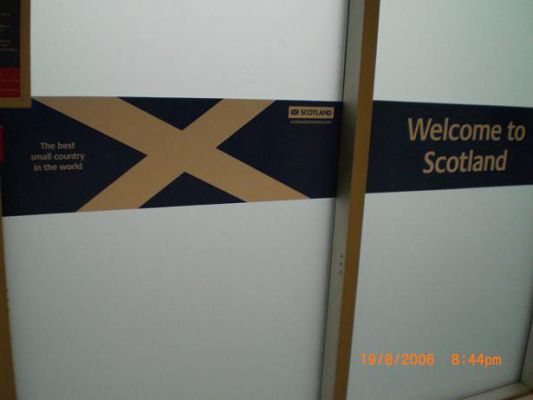 The best
small country
in the world
SCOTLAND
Welcome to
Scotland
19/8/2006 8:44pm